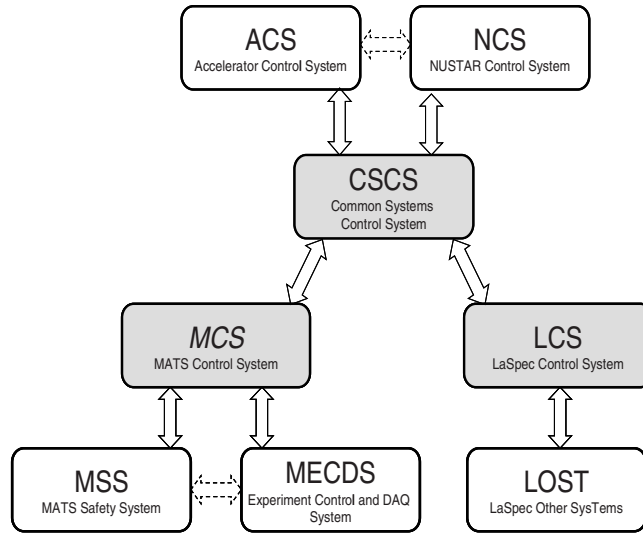 ACS
Accelerator Control System
NCS
NUSTAR Control System
CSCS
Common Systems
Control System
MCS
MATS Control System
LCS
LaSpec Control System
MSS
MATS Safety System
MECDS
Experiment Control and DAQ
System
LOST
LaSpec Other SysTems